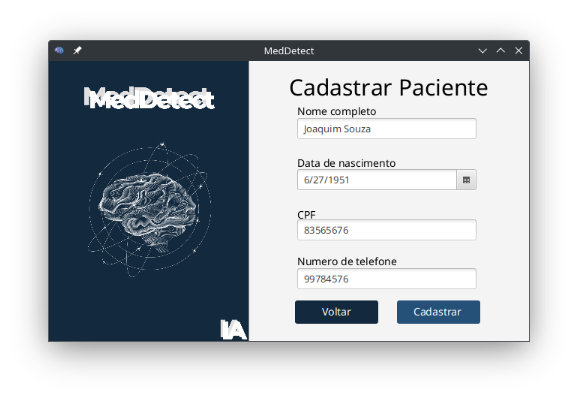 MedDetect
MedDetect
Cadastrar Paciente
Nome completo
Joaquim Souza
Data de nascimento
6/27/1951
CPF
83565676
Numero de telefone
99784576
Voltar Cadastrar
IA